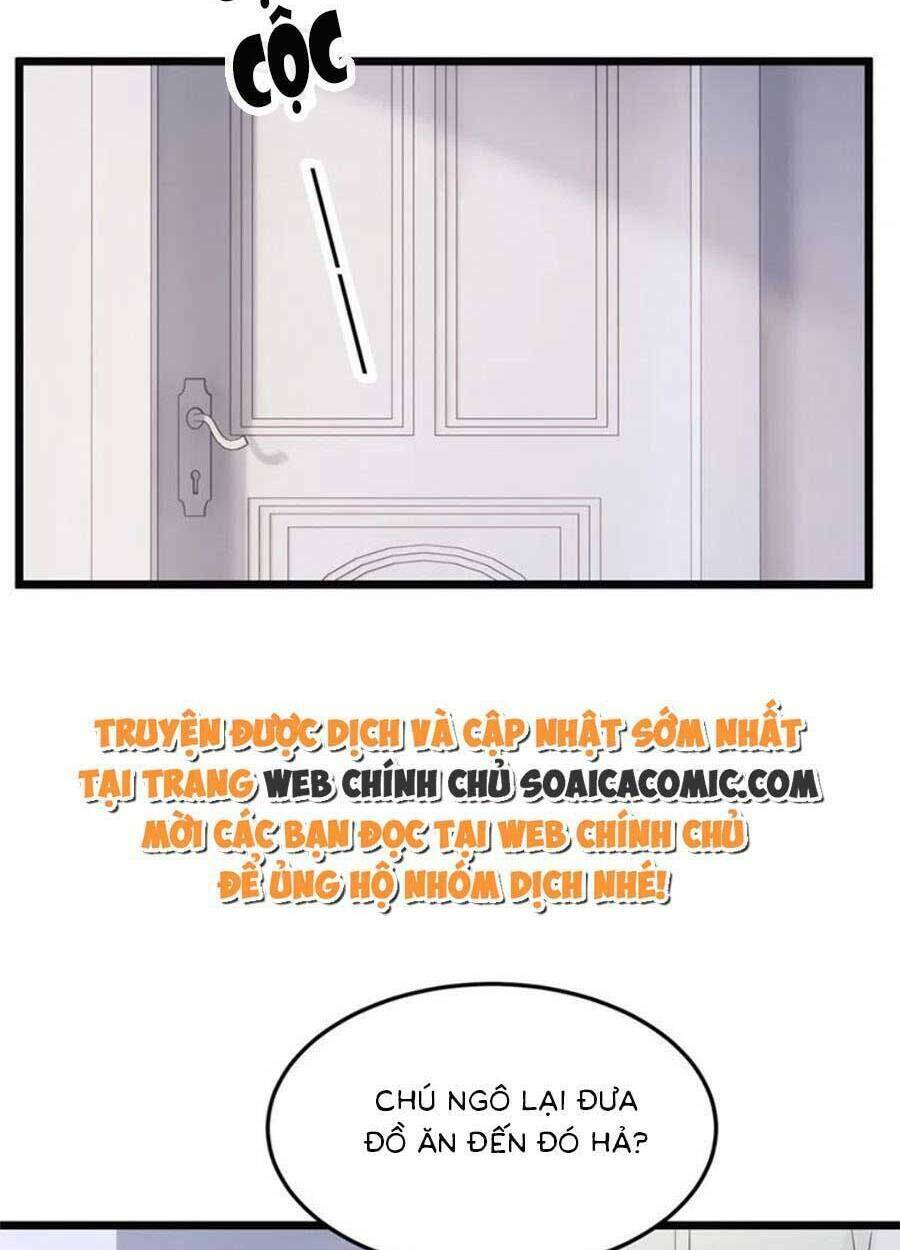 CỘC
TRUYỆN ĐƯỢC DỊCH VÀ CẬP NHẬT SỚM NHẤT
TẠI TRANG WEB CHÍNH CHỦ SOAICACOMIC.COM
MỜI CÁC BẠN ĐỌC TẠI WEB CHÍNH CHỦ
ĐỂ ỦNG HỘ NHÓM DỊCH NHÉ!
CHÚ NGÔ LẠI ĐƯA
ĐỒ ĂN ĐẾN ĐÓ HẢ?